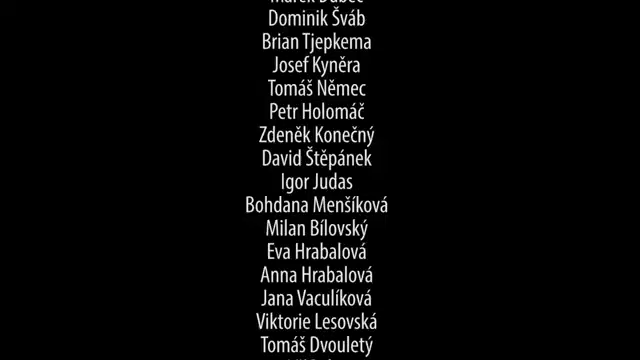 Dominik Šváb
Brian Tjepkema
Josef Kyněra
Tomáš Němec
Petr Holomáč
Zdeněk Konečný
David Štěpánek
Igor Judas
Bohdana Menšíková
Milan Bílovský
Eva Hrabalová
Anna Hrabalová
Jana Vaculíková
Viktorie Lesovská
Tomáš Dvouletý